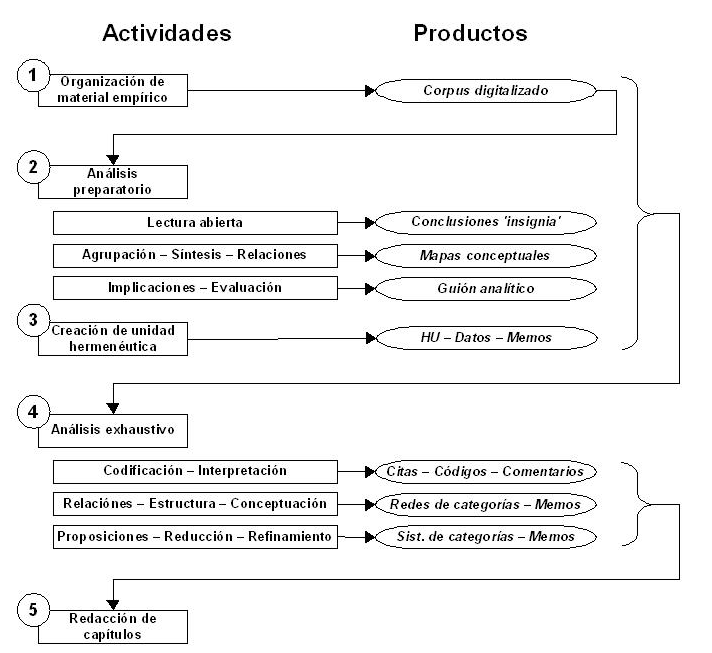 Actividades Productos
1
Organización de
material empírico
Corpus digitalizado
2
Análisis
preparatorio
Lectura abierta
Conclusiones 'insignia'
Agrupación – Síntesis – Relaciones
Mapas conceptuales
Implicaciones – Evaluación
Guión analítico
3
Creación de unidad
hermenéutica
HU – Datos – Memos
4
Análisis exhaustivo
Codificación – Interpretación
Citas – Códigos – Comentarios
Relaciónes – Estructura – Conceptuación
Redes de categorías – Memos
Proposiciones – Reducción – Refinamiento
Sist. de categorías – Memos
5
Redacción de
capítulos